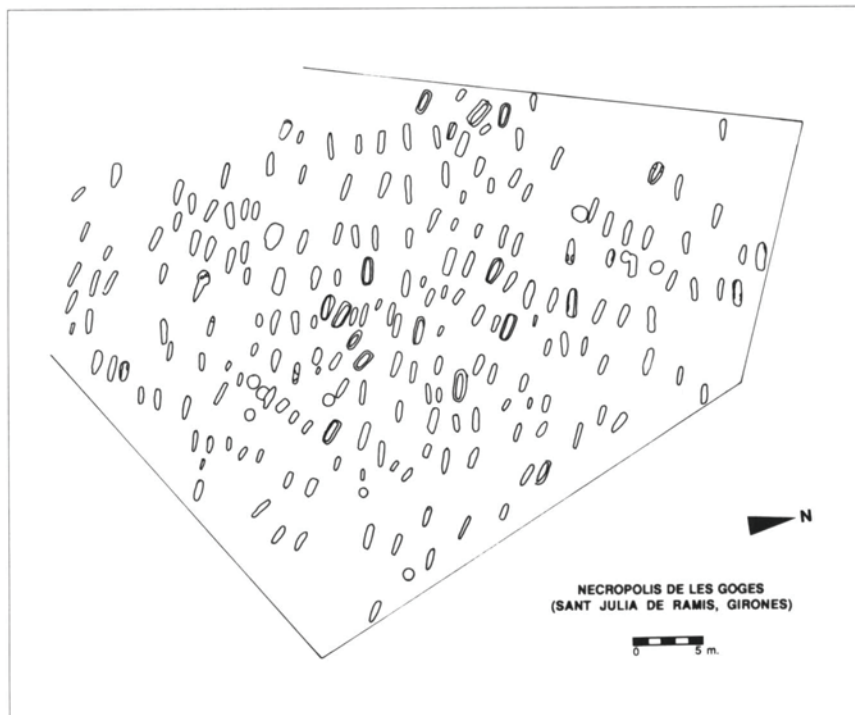 N
NECROPOLIS DE LES GOGES
(SANT JULIA DE RAMIS, GIRONES)
0 5 m.